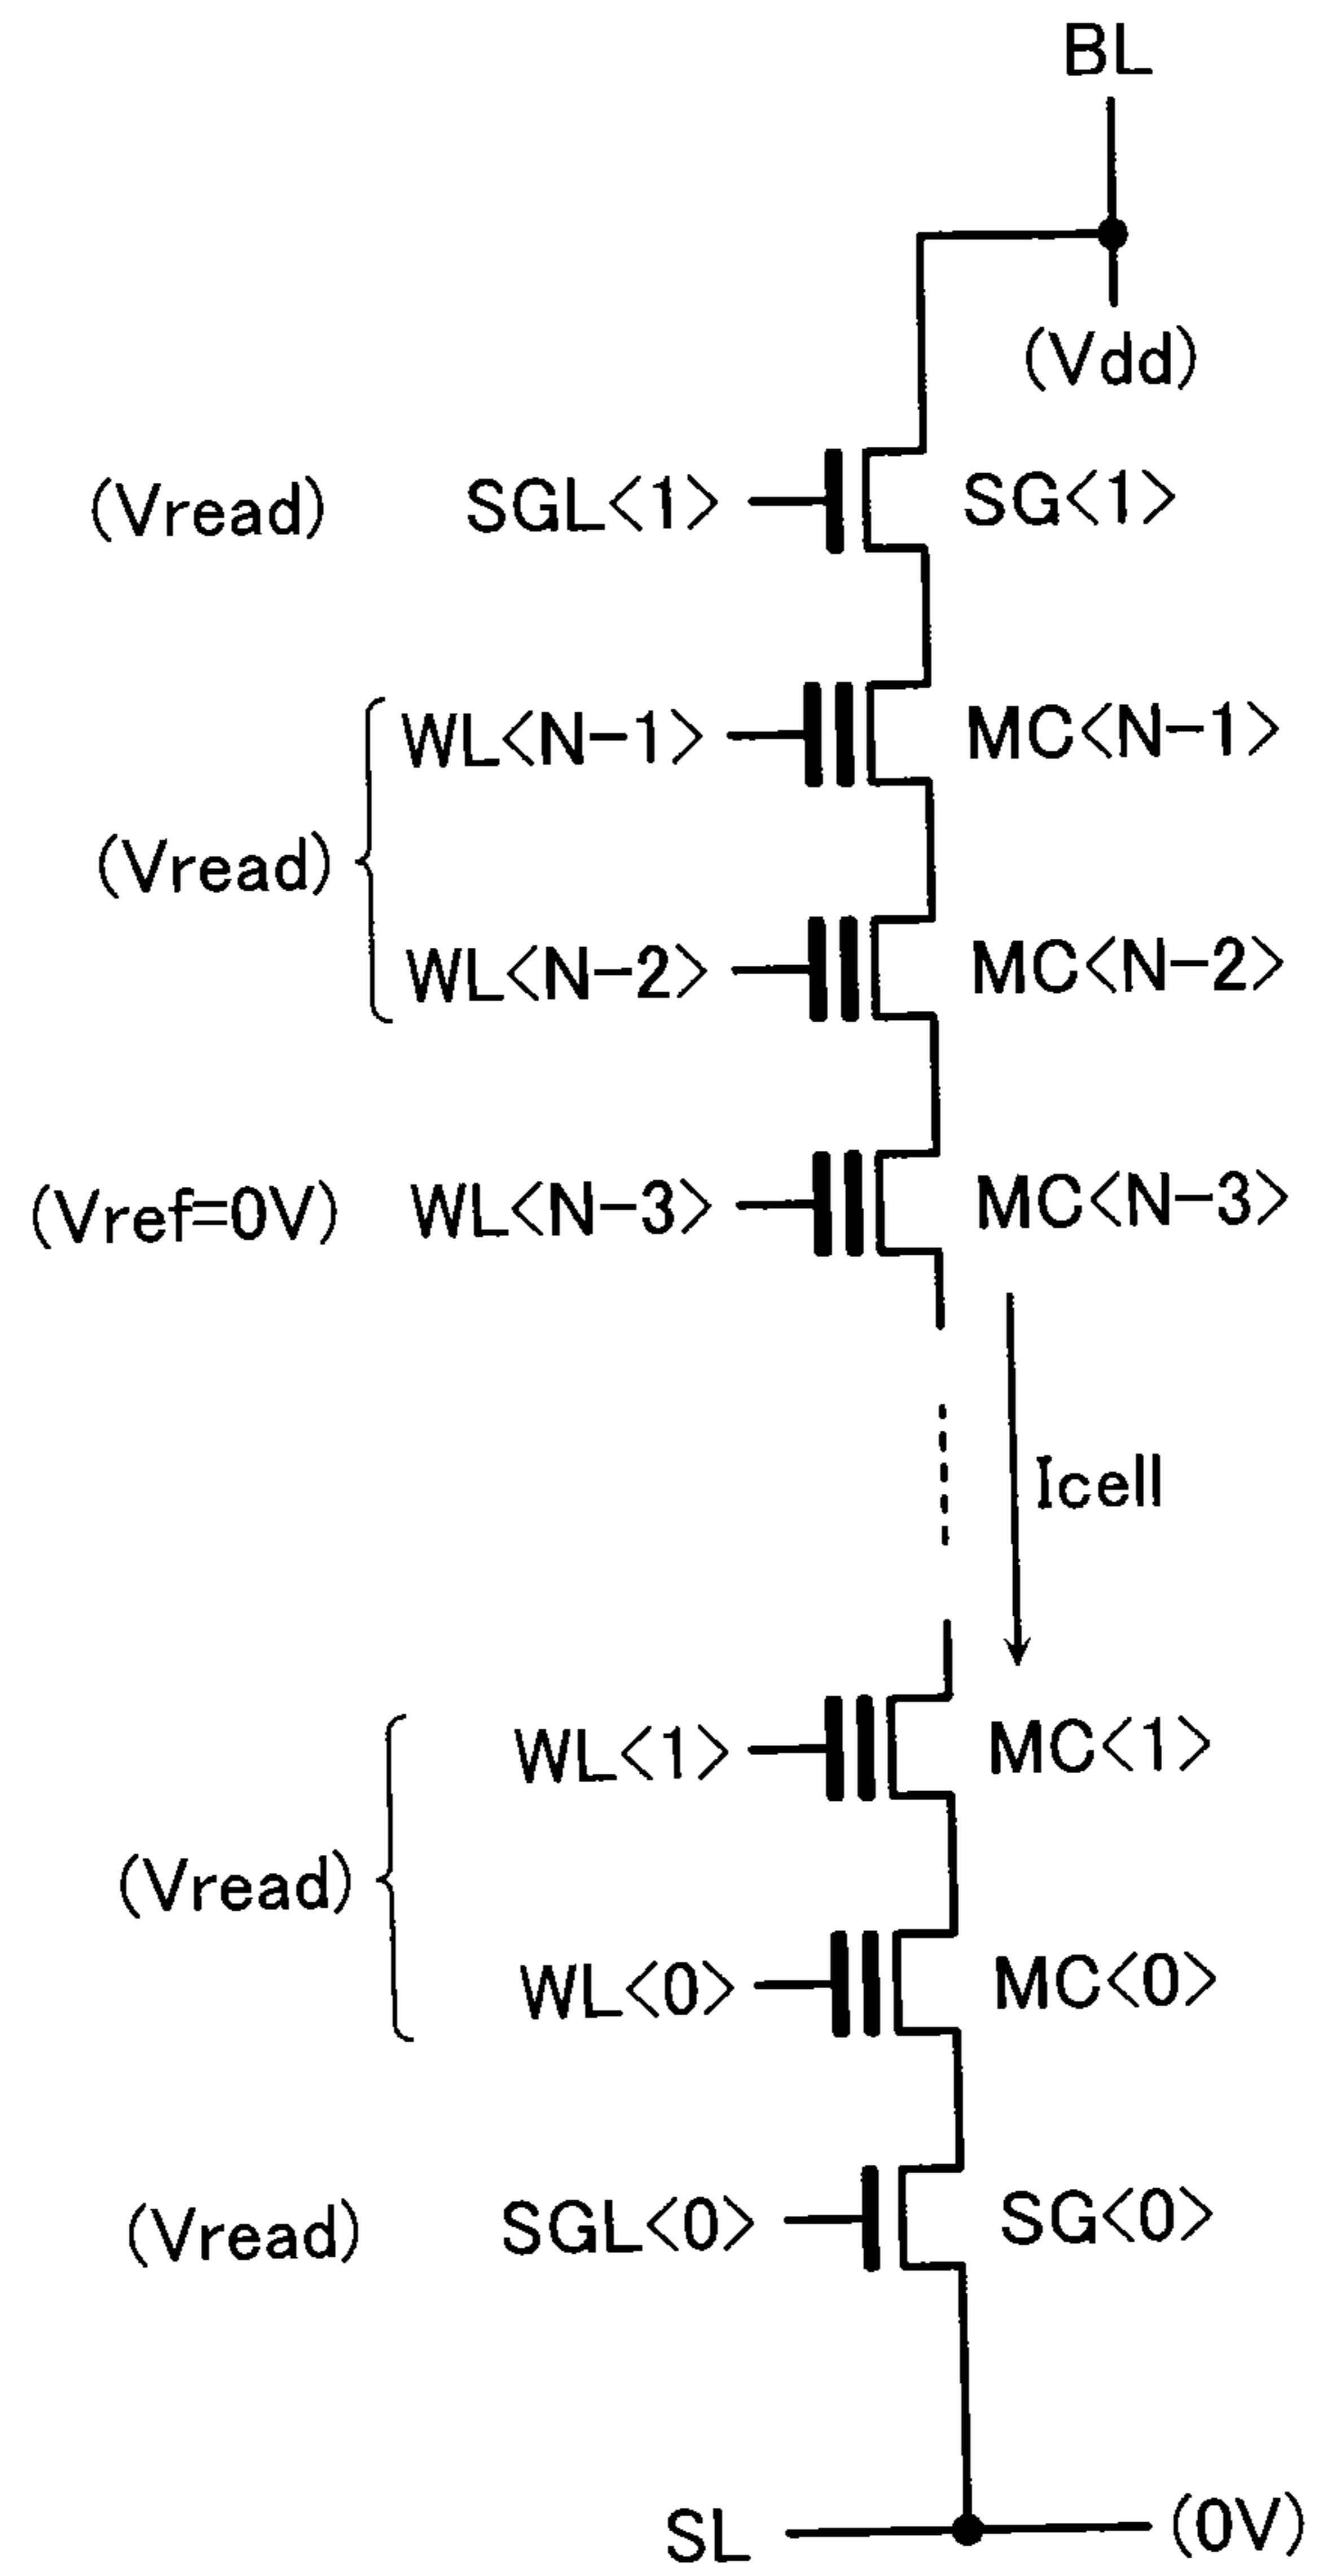 BL
(Vdd)
(Vread) SGL<1> SG<1>
WL<N-1> MC<N-1>
(Vread)
WL<N-2> MC<N-2>
(Vref=0V) WL<N-3> MC<N-3>
Icell
WL<1> MC<1>
(Vread)
WL<0> MC<0>
(Vread) SGL<0> SG<0>
SL (0V)